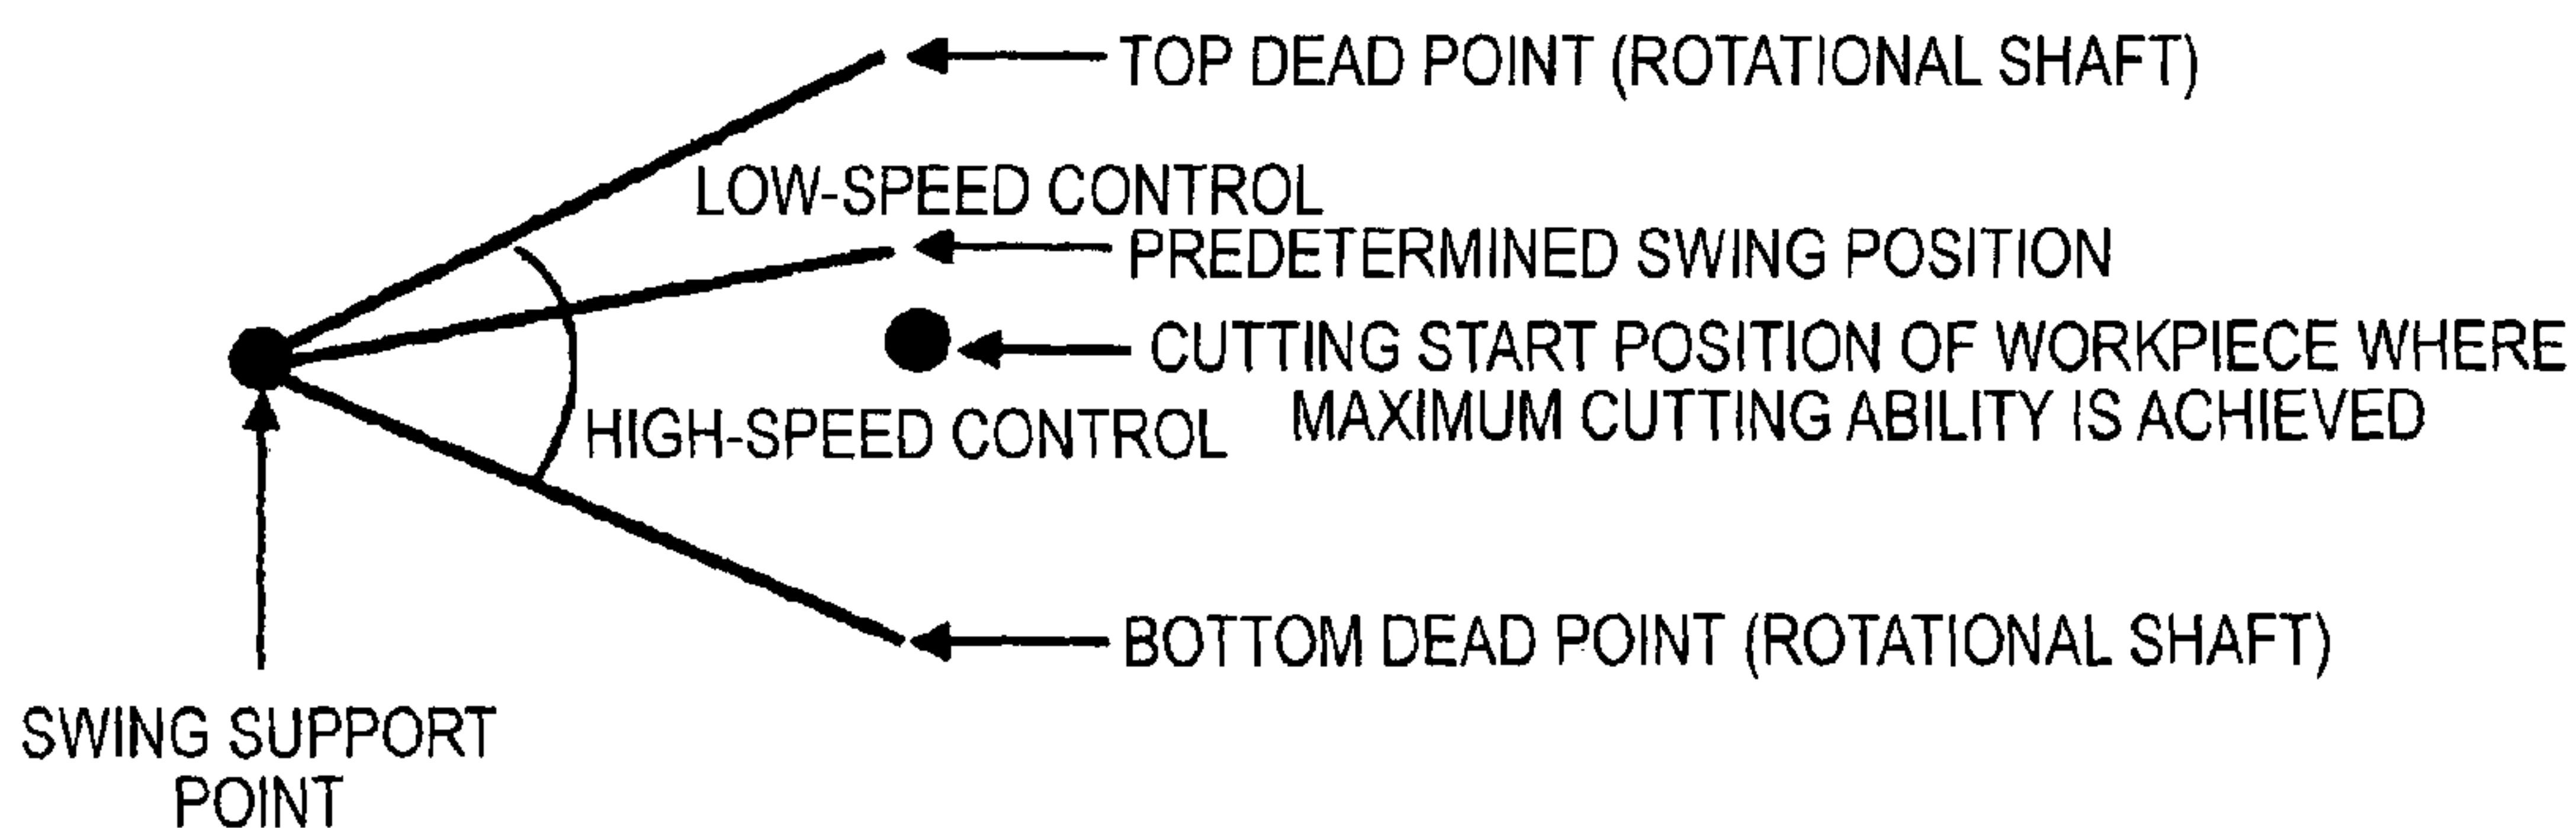 TOP DEAD POINT (ROTATIONAL SHAFT)
LOW-SPEED CONTROL
PREDETERMINED SWING POSITION
CUTTING START POSITION OF WORKPIECE WHERE
MAXIMUM CUTTING ABILITY IS ACHIEVED
HIGH-SPEED CONTROL
BOTTOM DEAD POINT (ROTATIONAL SHAFT)
SWING SUPPORT
POINT